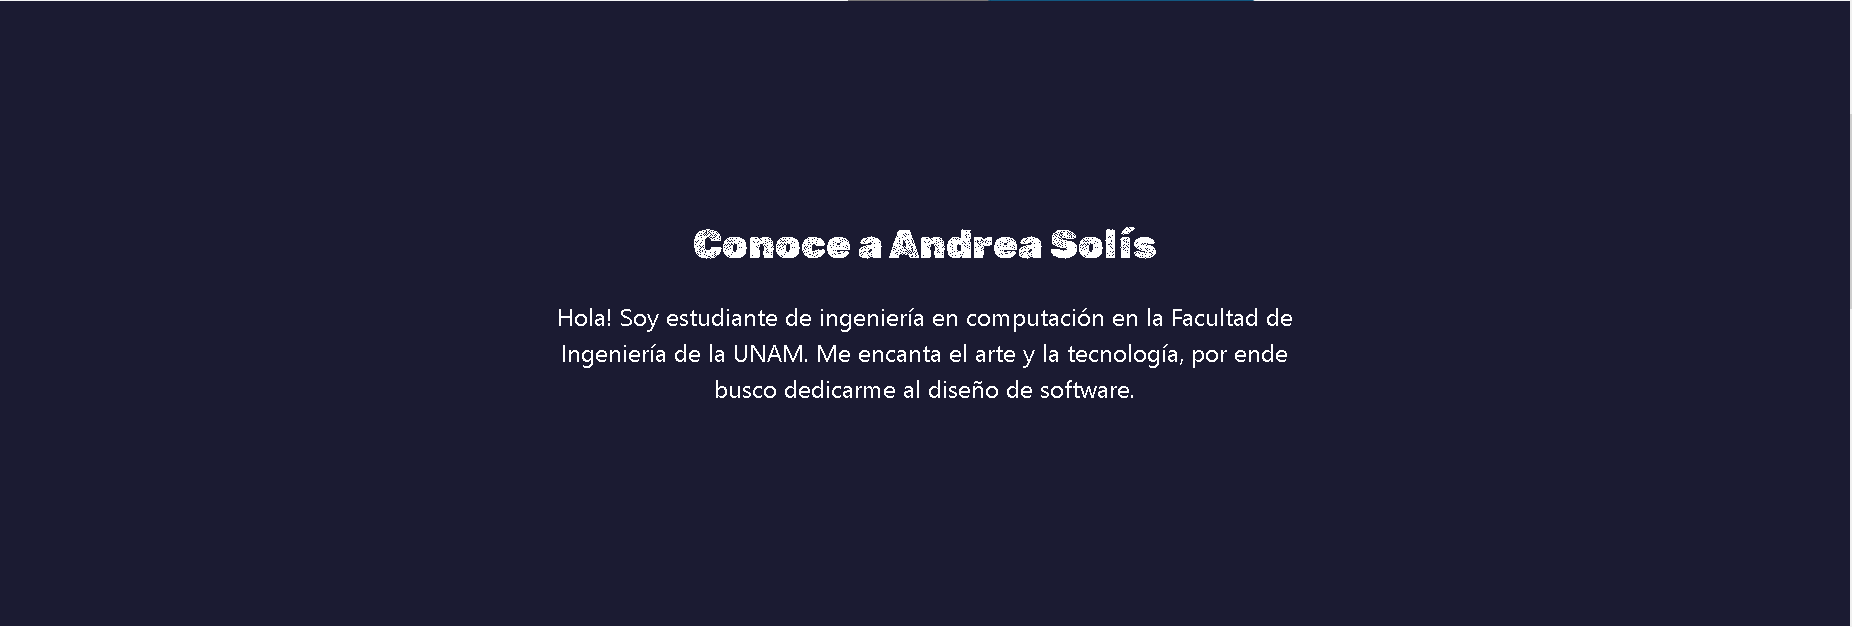 Conoce a Andrea Solís
Hola! Soy estudiante de ingeniería en computación en la Facultad de
Ingeniería de la UNAM. Me encanta el arte y la tecnología, por ende
busco dedicarme al diseño de software.